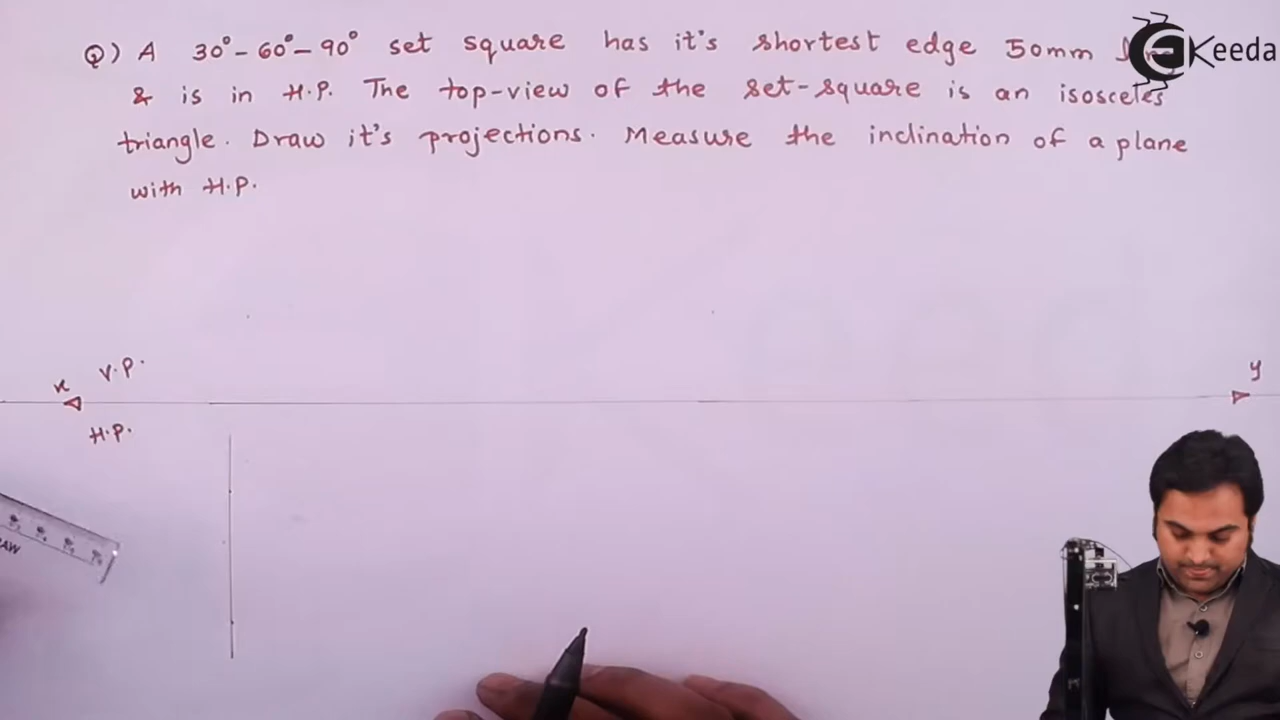 Q) A 30°-60°-90° set square has it's shortest edge 50mm
& is in H.P. The top-view of the set-square is an isosceles
triangle. Draw it's projections. Measure the inclination of a plane
with H.P.
Keeda
x V.P. y
H.P.